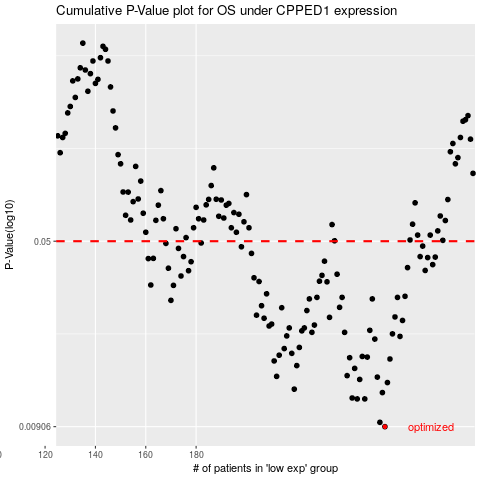 Cumulative P-Value plot for OS under CPPED1 expression
P-Value(log10)
0.05
0.00906
optimized
0 120 140 160 180
# of patients in 'low exp' group